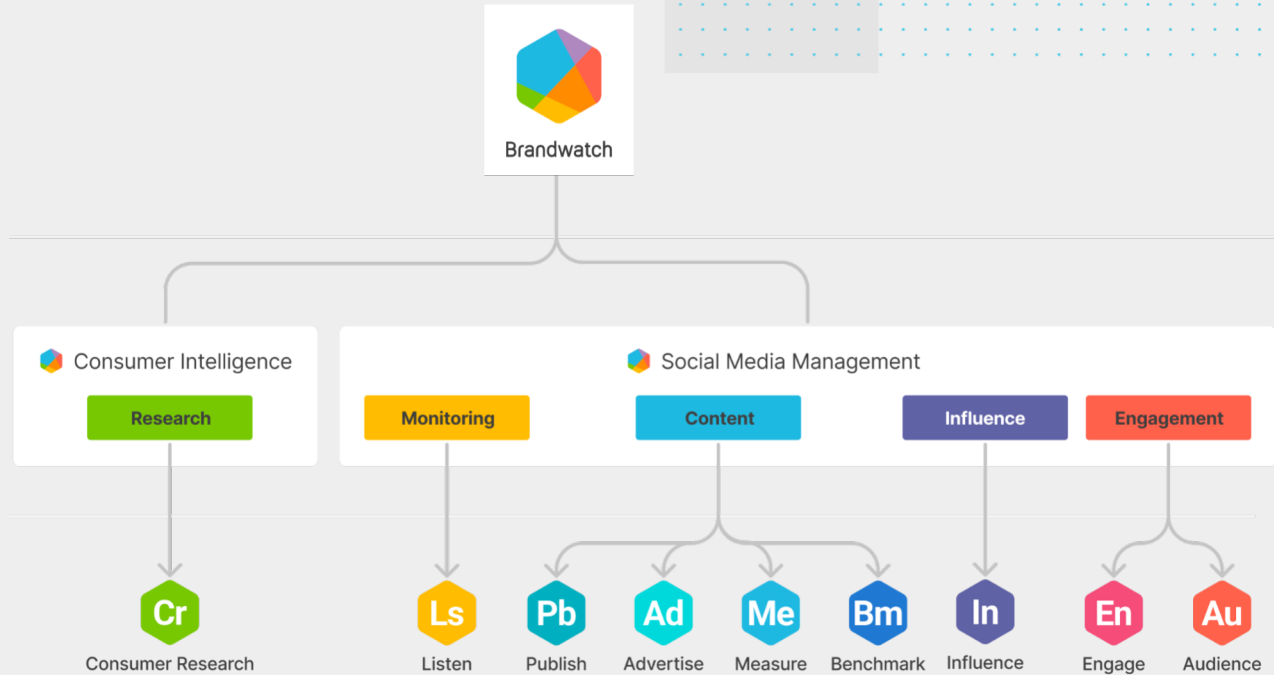 Brandwatch
Consumer Intelligence
Social Media Management
Research
Monitoring
Content
Influence
Engagement
Cr
Ls
Pb
Ad
Me
Bm
In
En
Au
Consumer Research
Listen
Publish
Advertise
Measure
Benchmark
Influence
Engage
Audience